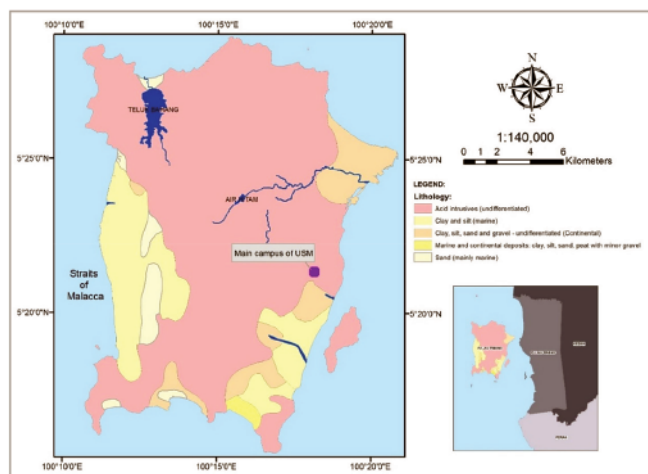 100°10'0"E
100°15'0"E
100°20'0"E
TELUK BAHANG
5°25'0"N
5°25'0"N
AIR ITAM
Main campus of USM
Straits
of
Malacca
5°20'0"N
5°20'0"N
100°10'0"E
100°15'0"E
100°20'0"E
N
W E
S
1:140,000
0 1 2 4 6
Kilometers
LEGEND:
Lithology:
Acid intrusives (undifferentiated)
Clay and silt (marine)
Clay, silt, sand and gravel - undifferentiated (Continental)
Marine and continental deposits: clay, silt, sand, peat with minor gravel
Sand (mainly marine)